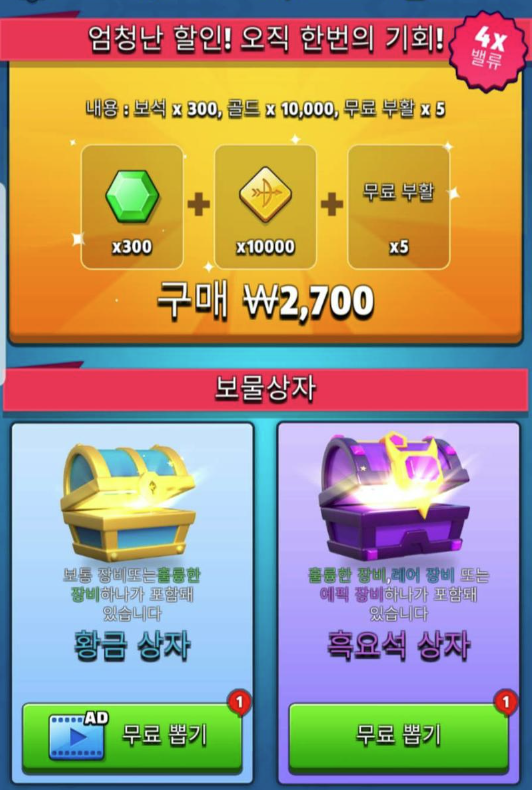 엄청난 할인! 오직 한번의 기회!
4x
밸류
내용 : 보석 x 300, 골드 x 10,000, 무료 부활 x 5
무료 부활
x300
x10000
x5
구매 ₩2,700
보물상자
보통 장비또는훌륭한
장비하나가 포함돼
있습니다
황금 상자
AD
무료 뽑기
1
훌륭한 장비,레어 장비 또는
에픽 장비하나가 포함돼
있습니다
흑요석 상자
무료 뽑기
1